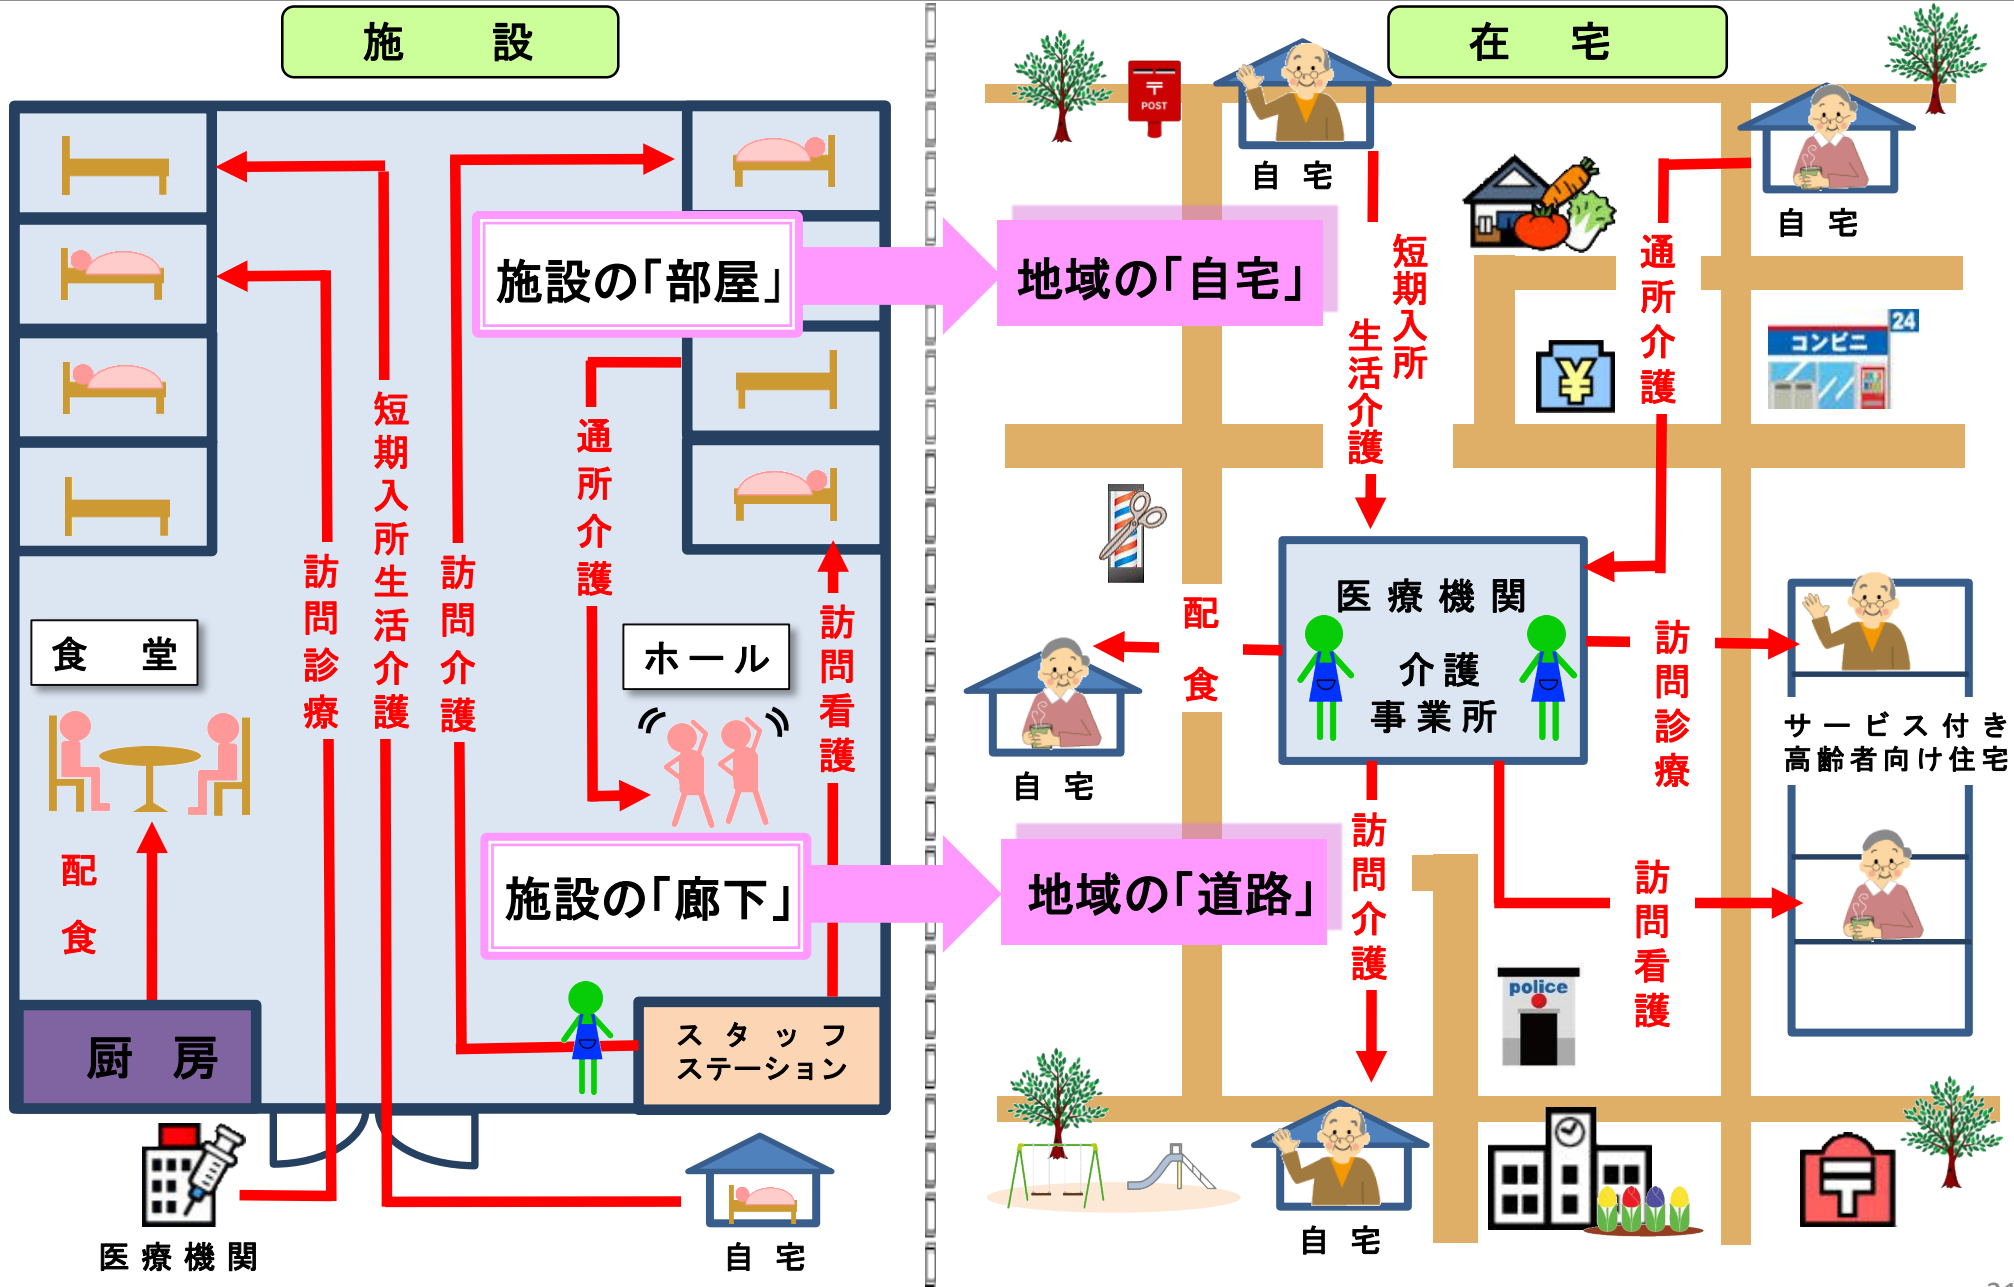 施設
施設の「部屋」
短期入所生活介護
訪問診療
訪問介護
通所介護
訪問看護
食堂
ホール
配食
施設の「廊下」
厨房
スタッフ
ステーション
医療機関
自宅
在宅
POST
自宅
自宅
地域の「自宅」
短期入所
生活介護
通所介護
¥
24
コンビニ
医療機関
介護
事業所
配食
自宅
訪問診療
サービス付き
高齢者向け住宅
地域の「道路」
訪問介護
訪問看護
police
自宅